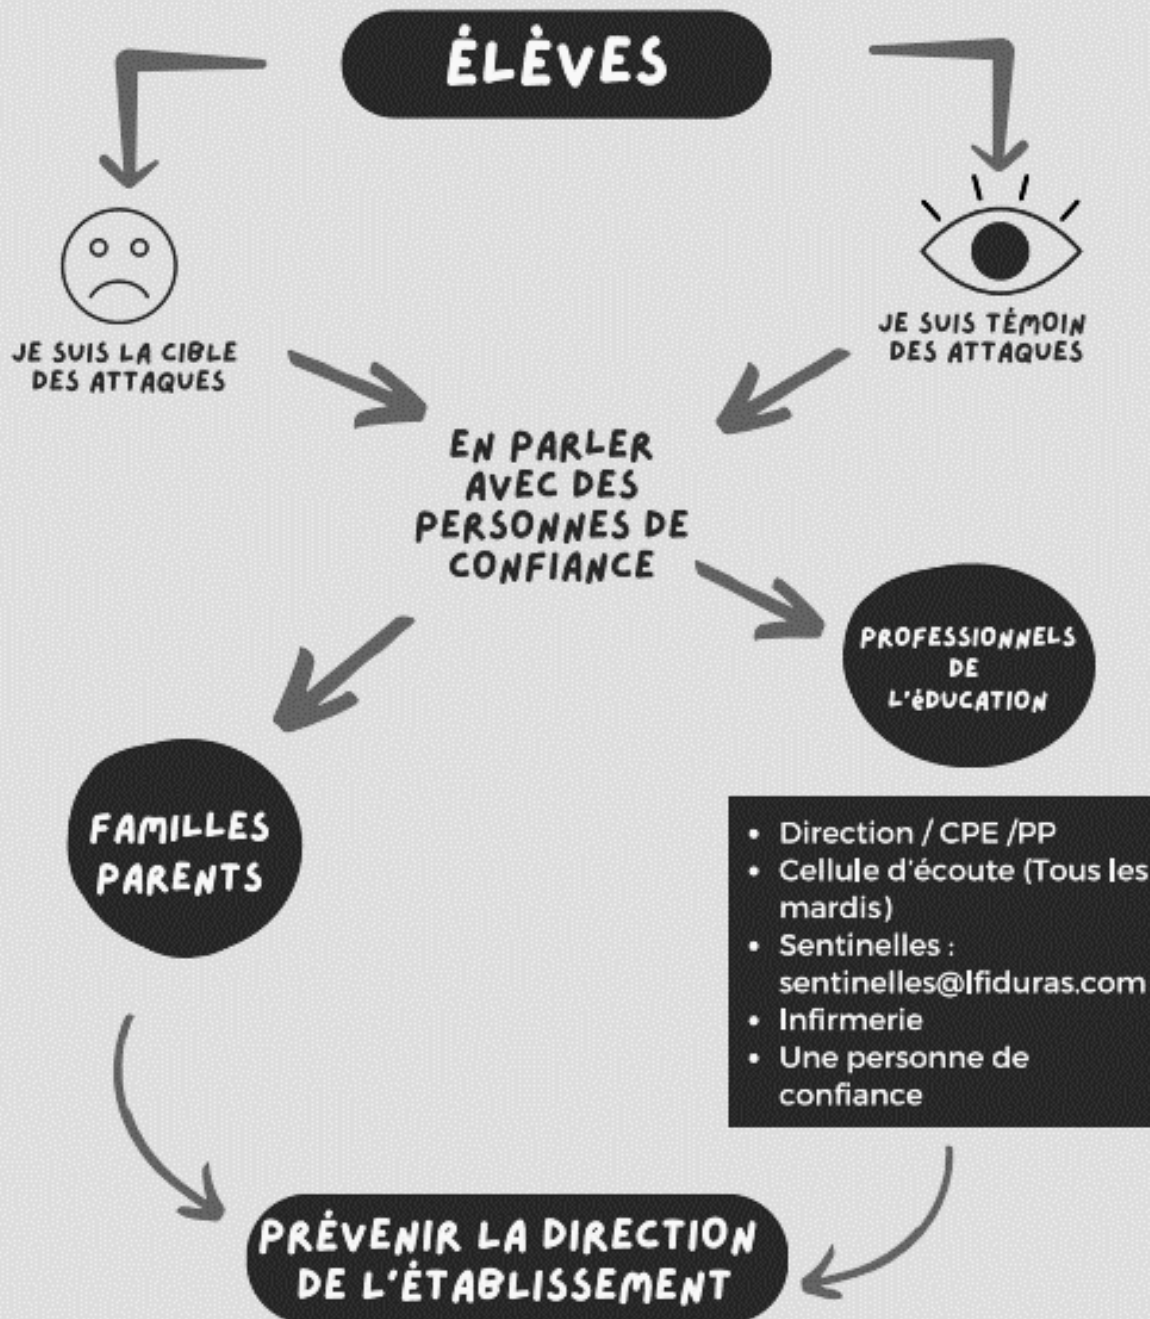 ÉLÈVES
JE SUIS LA CIBLE
DES ATTAQUES
JE SUIS TÉMOIN
DES ATTAQUES
EN PARLER
AVEC DES
PERSONNES DE
CONFIANCE
PROFESSIONNELS
DE
L'éDUCATION
FAMILLES
PARENTS
• Direction / CPE /PP
• Cellule d'écoute (Tous les
mardis)
• Sentinelles :
sentinelles@lfiduras.com
• Infirmerie
• Une personne de
confiance
PRÉVENIR LA DIRECTION
DE L'ÉTABLISSEMENT